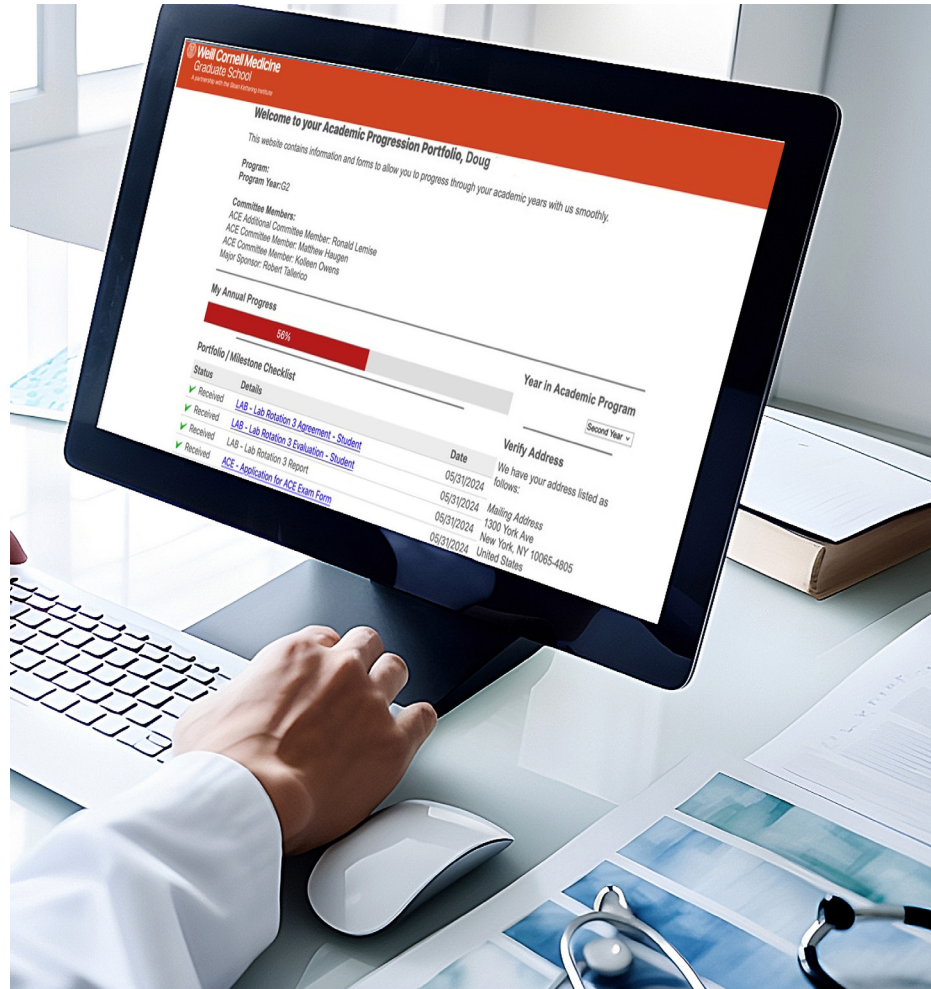 Weill Cornell Medicine
Graduate School
A partnership with the Sloan Kettering Institute
Welcome to your Academic Progression Portfolio, Doug
This website contains information and forms to allow you to progress through your academic years with us smoothly.
Program:
Program Year:G2
Committee Members:
ACE Additional Committee Member: Ronald Lemise
ACE Committee Member: Matthew Haugen
ACE Committee Member: Kolleen Owens
Major Sponsor: Robert Tallerico
My Annual Progress
56%
Portfolio / Milestone Checklist
Status Details Date
Received LAB - Lab Rotation 3 Agreement - Student 05/31/2024
Received LAB - Lab Rotation 3 Evaluation - Student 05/31/2024
Received LAB - Lab Rotation 3 Report 05/31/2024
Received ACE - Application for ACE Exam Form 05/31/2024
Year in Academic Program
Second Year
Verify Address
We have your address listed as
follows:
Mailing Address
1300 York Ave
New York, NY 10065-4805
United States